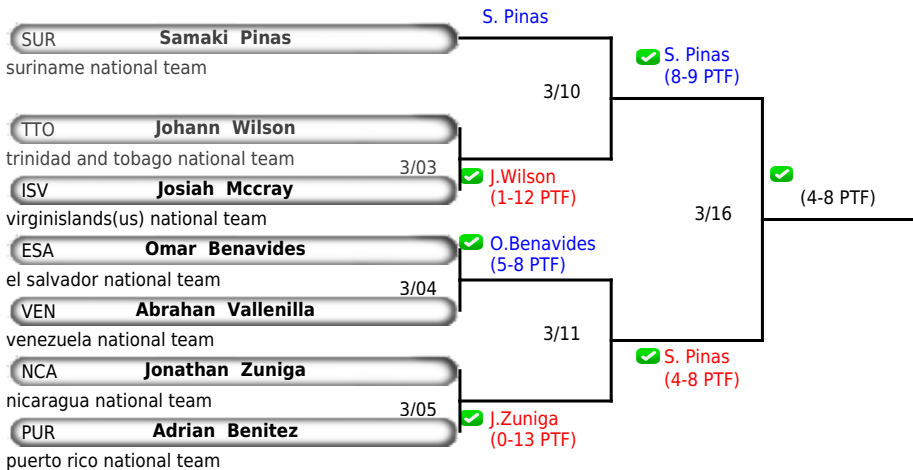 S. Pinas
SUR Samaki Pinas
suriname national team
S. Pinas
(8-9 PTF)
3/10
TTO Johann Wilson
trinidad and tobago national team
3/03
ISV Josiah Mccray
virginislands(us) national team
J.Wilson
(1-12 PTF)
3/16
(4-8 PTF)
ESA Omar Benavides
el salvador national team
O.Benavides
(5-8 PTF)
3/04
VEN Abrahan Vallenilla
venezuela national team
3/11
NCA Jonathan Zuniga
nicaragua national team
S. Pinas
(4-8 PTF)
3/05
PUR Adrian Benitez
puerto rico national team
J.Zuniga
(0-13 PTF)